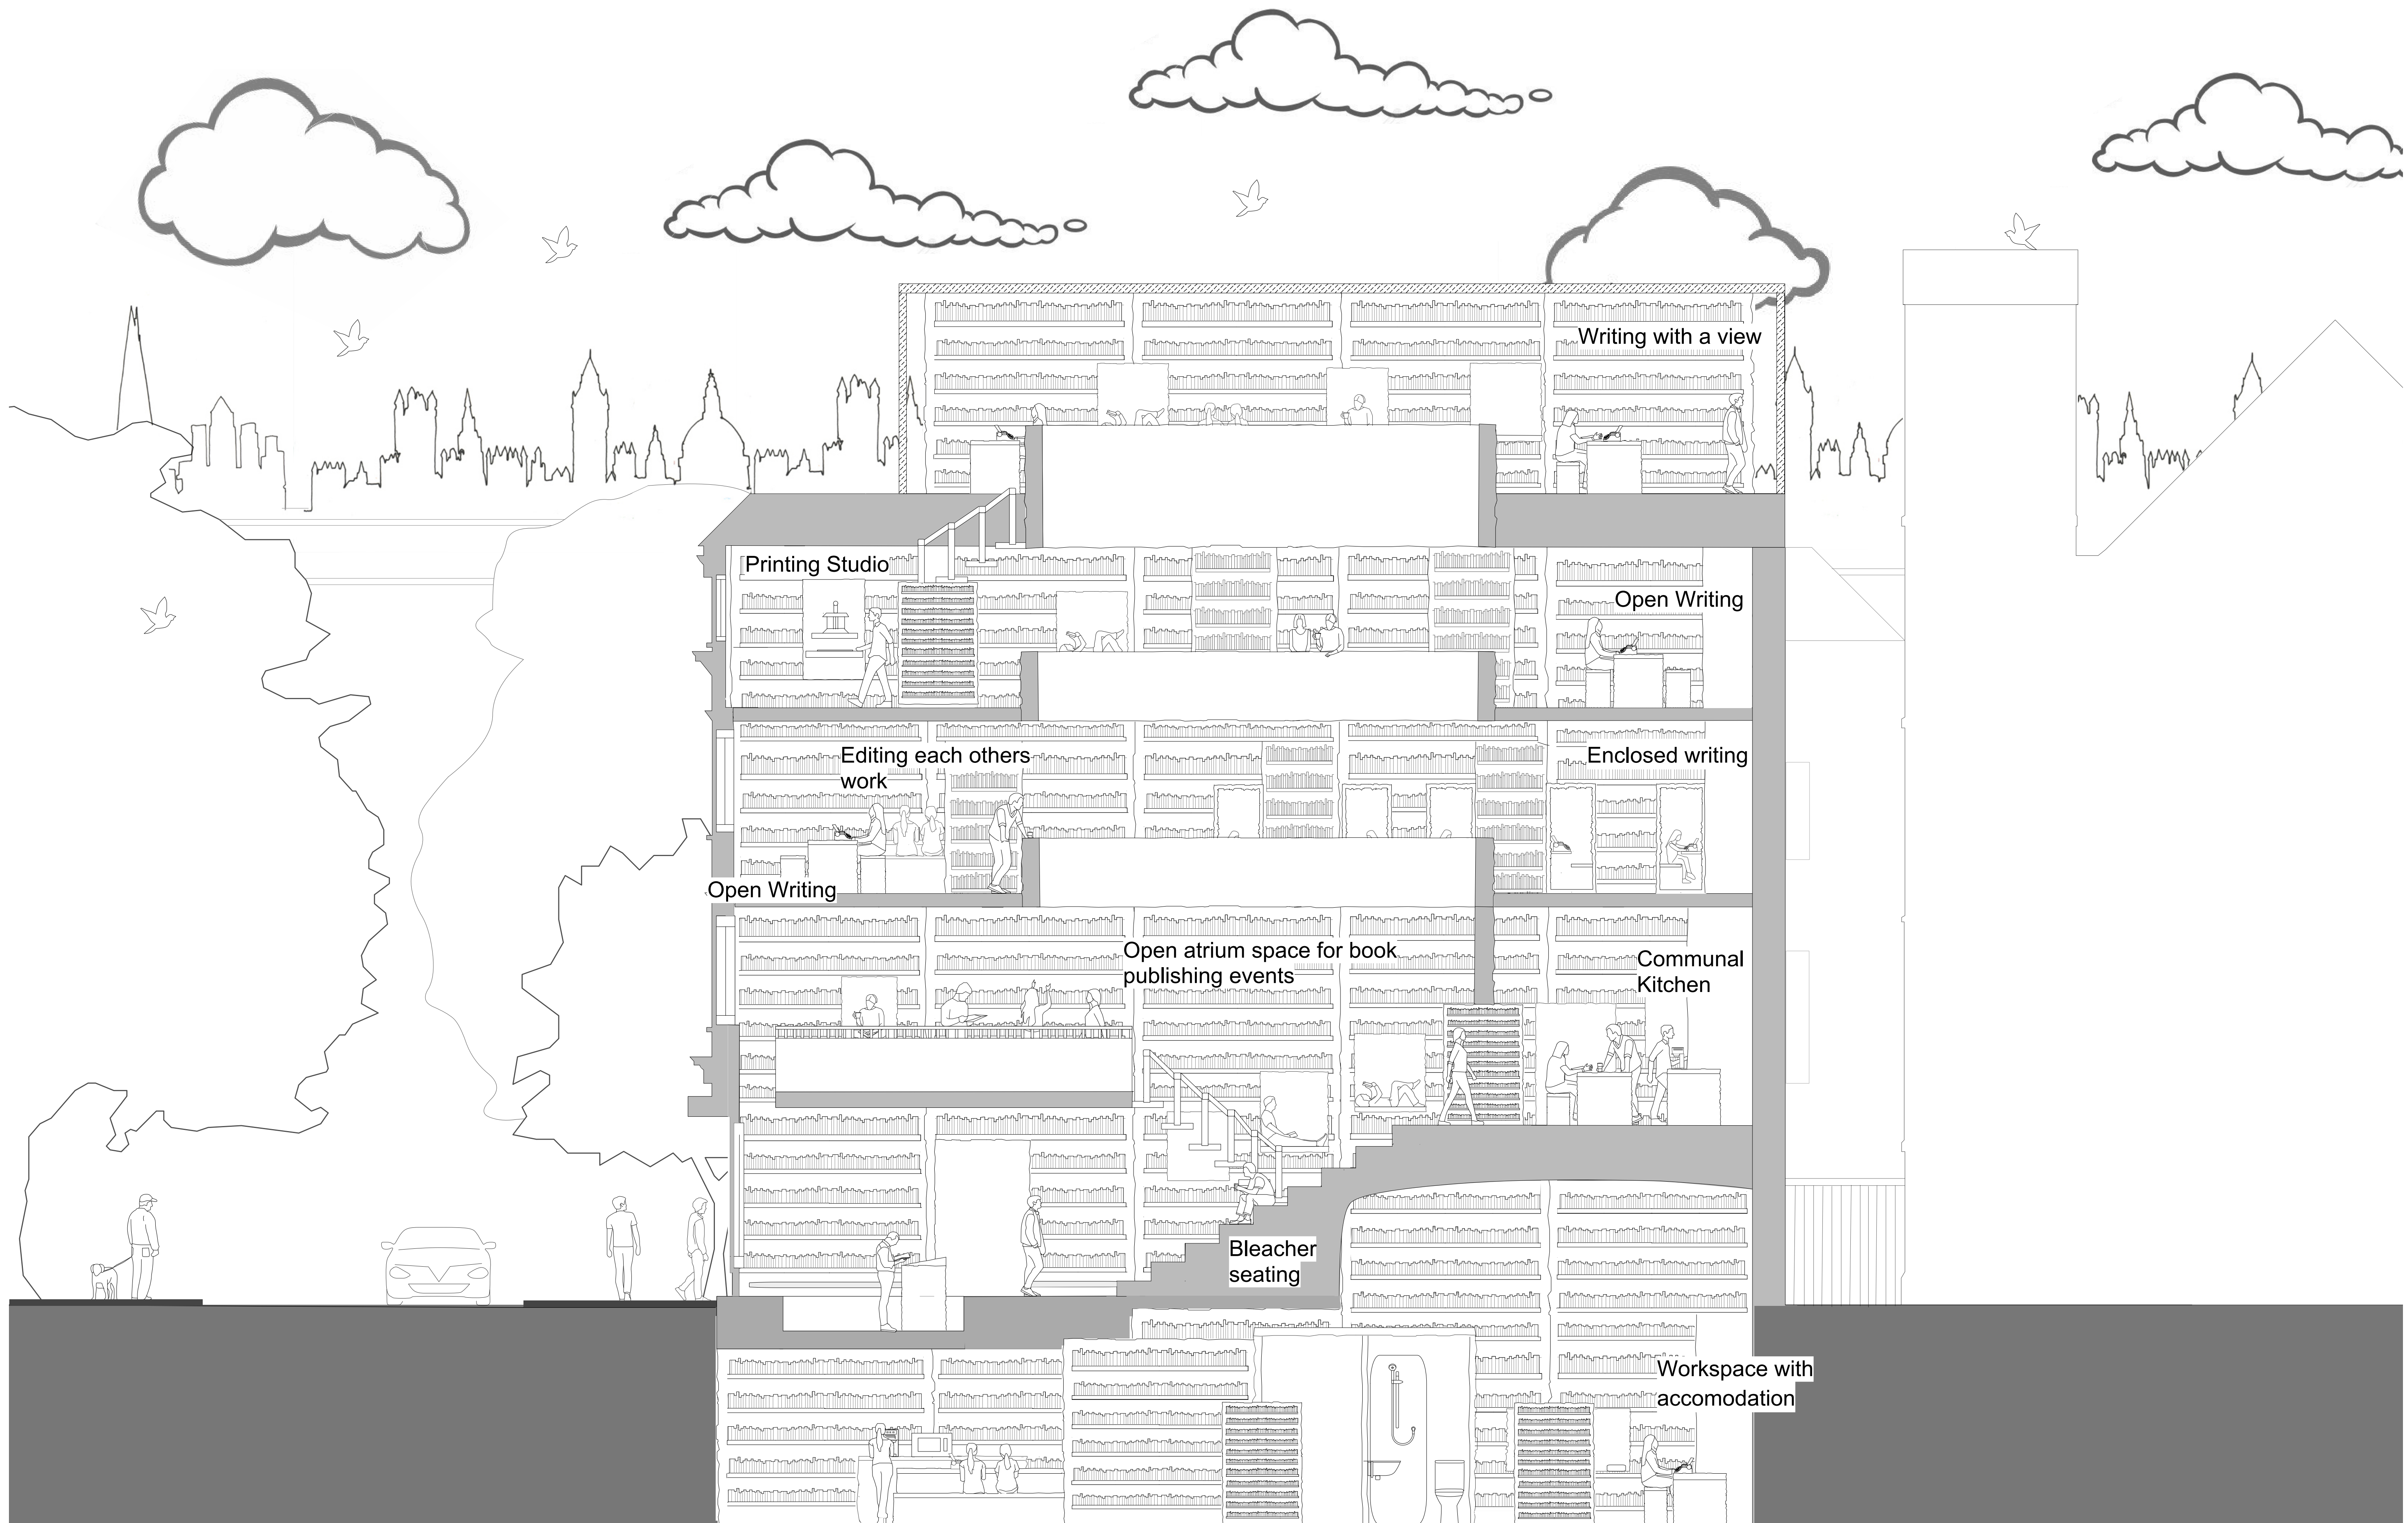 Writing with a view
Printing Studio
Open Writing
Editing each others
work
Enclosed writing
Open Writing
Open atrium space for book
publishing events
Communal
Kitchen
Bleacher
seating
Workspace with
accomodation